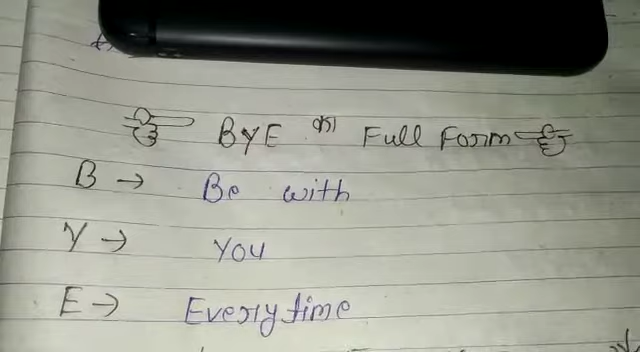 BYE का Full Form
B → Be with
Y → You
E → Everytime